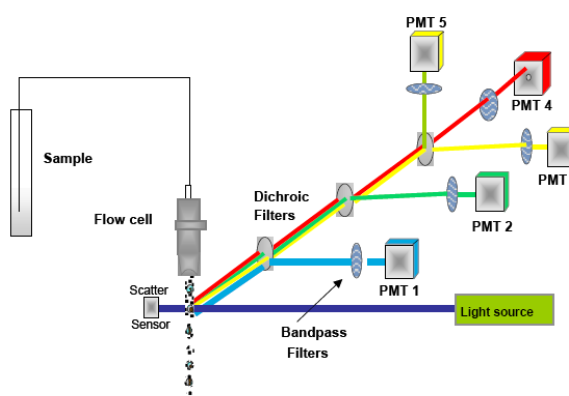 PMT 5
PMT 4
Sample
PMT
Dichroic
Filters
Flow cell
PMT 2
Scatter
PMT 1
Sensor
Light source
Bandpass
Filters